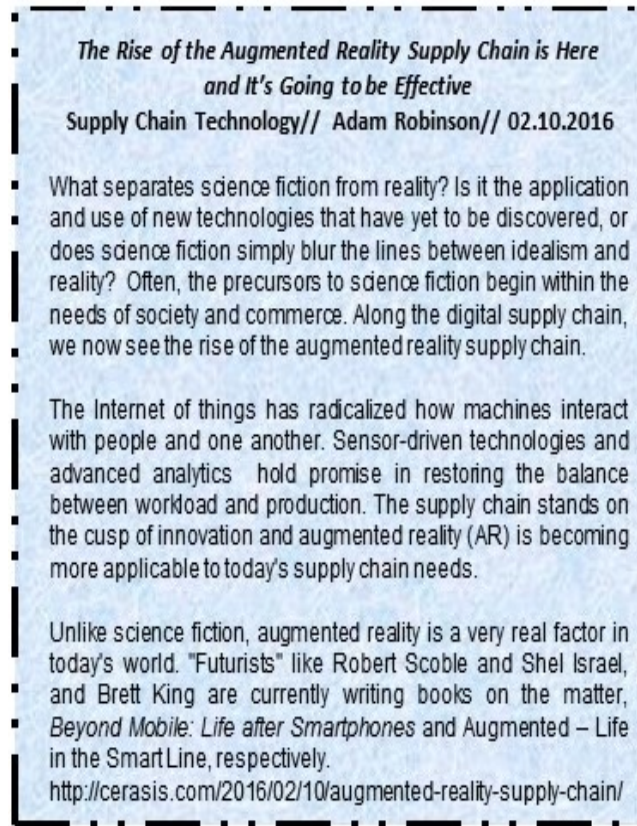 The Rise of the Augmented Reality Supply Chain is Here
and It's Going to be Effective
Supply Chain Technology// Adam Robinson// 02.10.2016
What separates science fiction from reality? Is it the application
and use of new technologies that have yet to be discovered, or
does science fiction simply blur the lines between idealism and
reality? Often, the precursors to science fiction begin within the
needs of society and commerce. Along the digital supply chain,
we now see the rise of the augmented reality supply chain.
The Internet of things has radicalized how machines interact
with people and one another. Sensor-driven technologies and
advanced analytics hold promise in restoring the balance
between workload and production. The supply chain stands on
the cusp of innovation and augmented reality (AR) is becoming
more applicable to today's supply chain needs.
Unlike science fiction, augmented reality is a very real factor in
today's world. "Futurists" like Robert Scoble and Shel Israel,
and Brett King are currently writing books on the matter,
Beyond Mobile: Life after Smartphones and Augmented – Life
in the Smart Line, respectively.
http://cerasis.com/2016/02/10/augmented-reality-supply-chain/